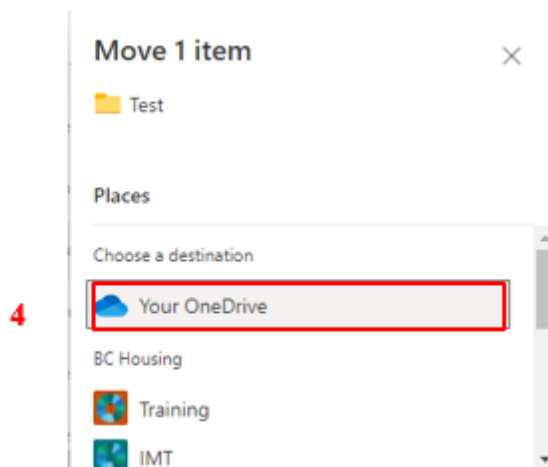 Move 1 item
Test
Places
Choose a destination
4
Your OneDrive
BC Housing
Training
IMT